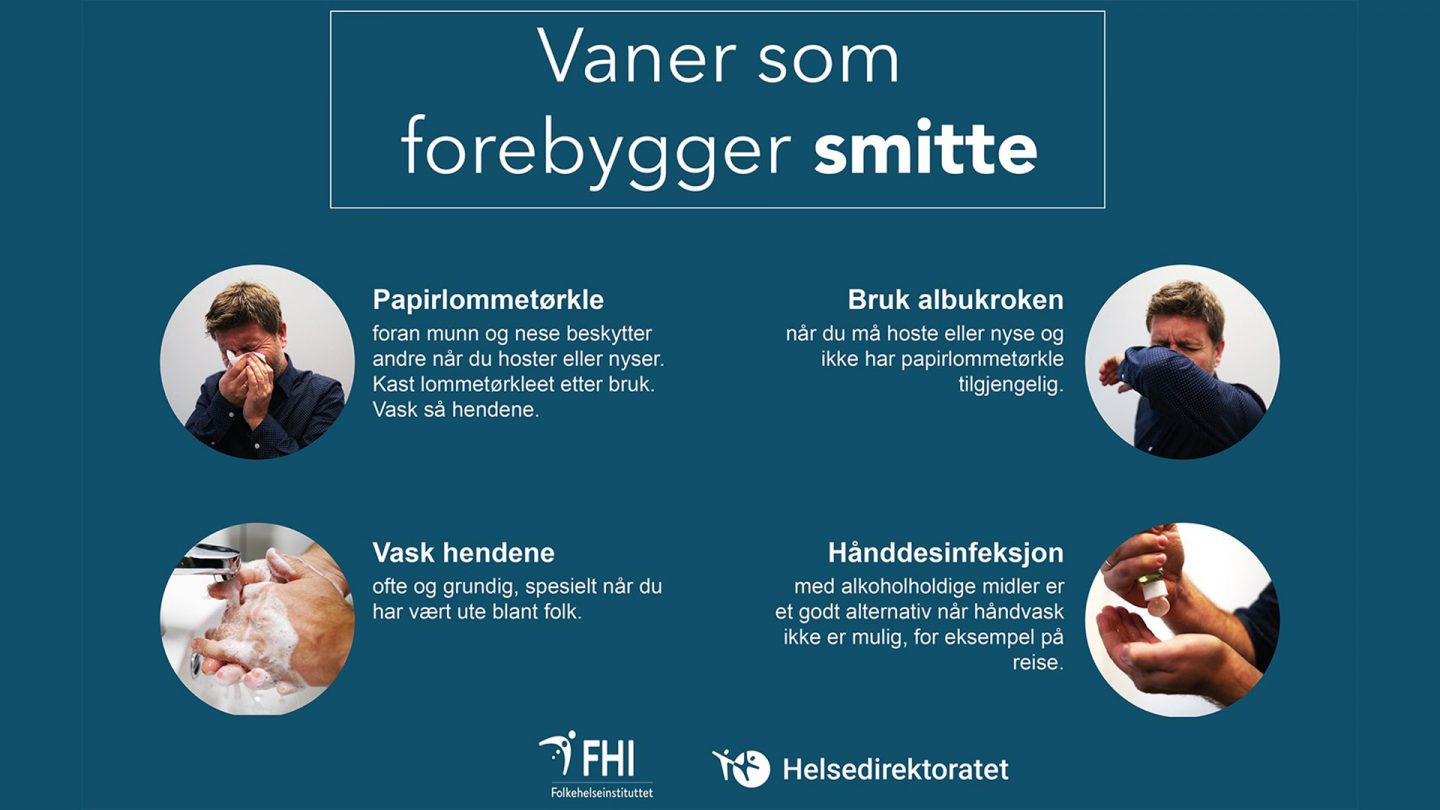 Vaner som
forebygger smitte
Papirlommetørkle
foran munn og nese beskytter
andre når du hoster eller nyser.
Kast lommetørkleet etter bruk.
Vask så hendene.
Bruk albukroken
når du må hoste eller nyse og
ikke har papirlommetørkle
tilgjengelig.
Vask hendene
ofte og grundig, spesielt når du
har vært ute blant folk.
Hånddesinfeksjon
med alkoholholdige midler er
et godt alternativ når håndvask
ikke er mulig, for eksempel på
reise.
FHI
Folkehelseinstituttet
Helsedirektoratet